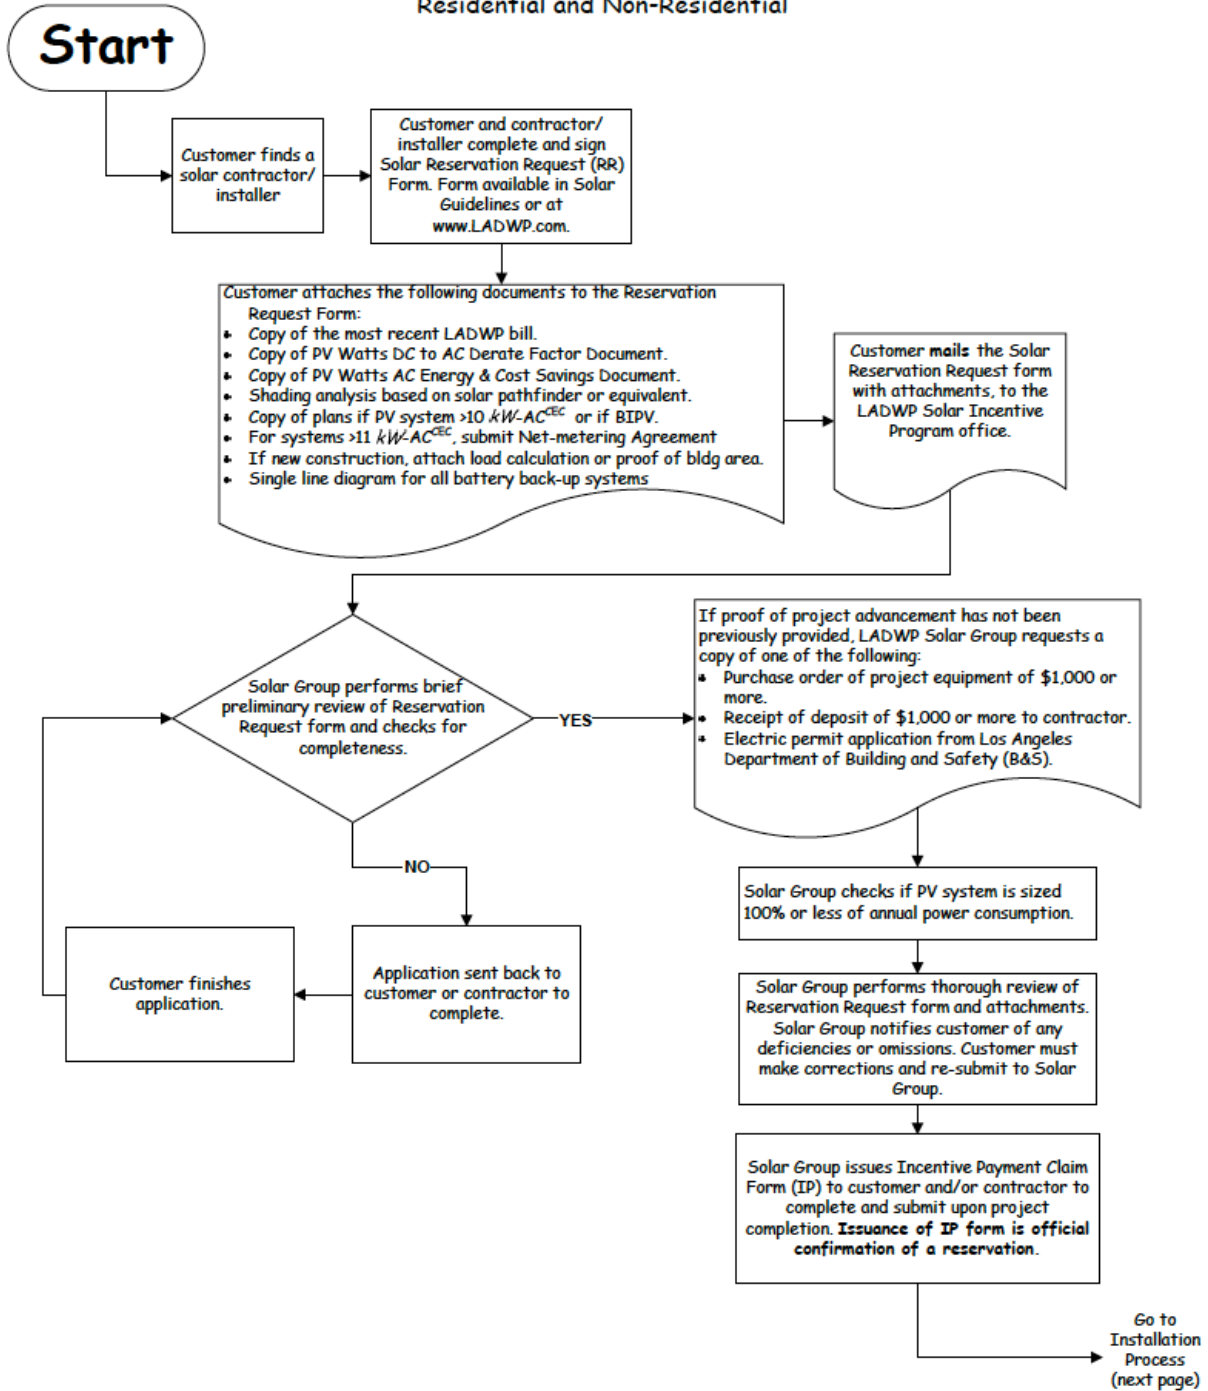 Residential and Non-Residential
Start
Customer finds a
solar contractor/
installer
Customer and contractor/
installer complete and sign
Solar Reservation Request (RR)
Form. Form available in Solar
Guidelines or at
www.LADWP.com.
Customer attaches the following documents to the Reservation
Request Form:
• Copy of the most recent LADWP bill.
• Copy of PV Watts DC to AC Derate Factor Document.
• Copy of PV Watts AC Energy & Cost Savings Document.
• Shading analysis based on solar pathfinder or equivalent.
• Copy of plans if PV system >10 kW-ACᶜᴱᶜ or if BIPV.
• For systems >11 kW-ACᶜᴱᶜ, submit Net-metering Agreement
• If new construction, attach load calculation or proof of bldg area.
• Single line diagram for all battery back-up systems
Customer mails the Solar
Reservation Request form
with attachments, to the
LADWP Solar Incentive
Program office.
Solar Group performs brief
preliminary review of Reservation
Request form and checks for
completeness.
YES
If proof of project advancement has not been
previously provided, LADWP Solar Group requests a
copy of one of the following:
• Purchase order of project equipment of $1,000 or
more.
• Receipt of deposit of $1,000 or more to contractor.
• Electric permit application from Los Angeles
Department of Building and Safety (B&S).
NO
Application sent back to
customer or contractor to
complete.
Customer finishes
application.
Solar Group checks if PV system is sized
100% or less of annual power consumption.
Solar Group performs thorough review of
Reservation Request form and attachments.
Solar Group notifies customer of any
deficiencies or omissions. Customer must
make corrections and re-submit to Solar
Group.
Solar Group issues Incentive Payment Claim
Form (IP) to customer and/or contractor to
complete and submit upon project
completion. Issuance of IP form is official
confirmation of a reservation.
Go to
Installation
Process
(next page)